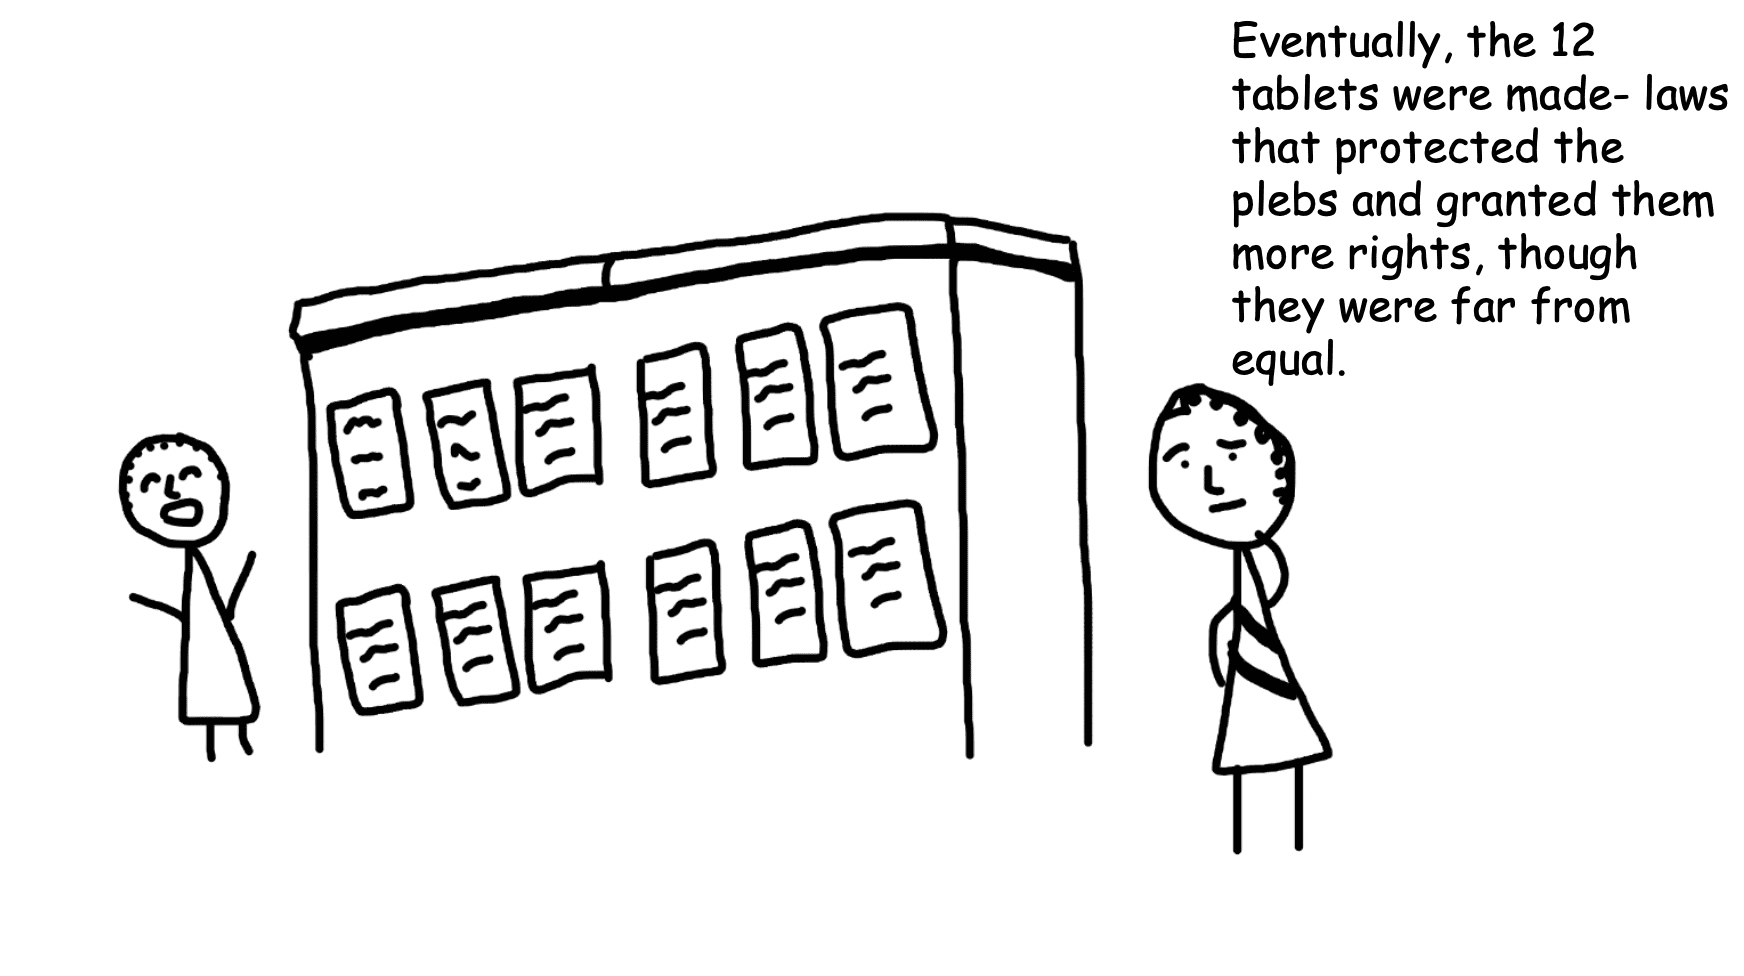 Eventually, the 12
tablets were made- laws
that protected the
plebs and granted them
more rights, though
they were far from
equal.